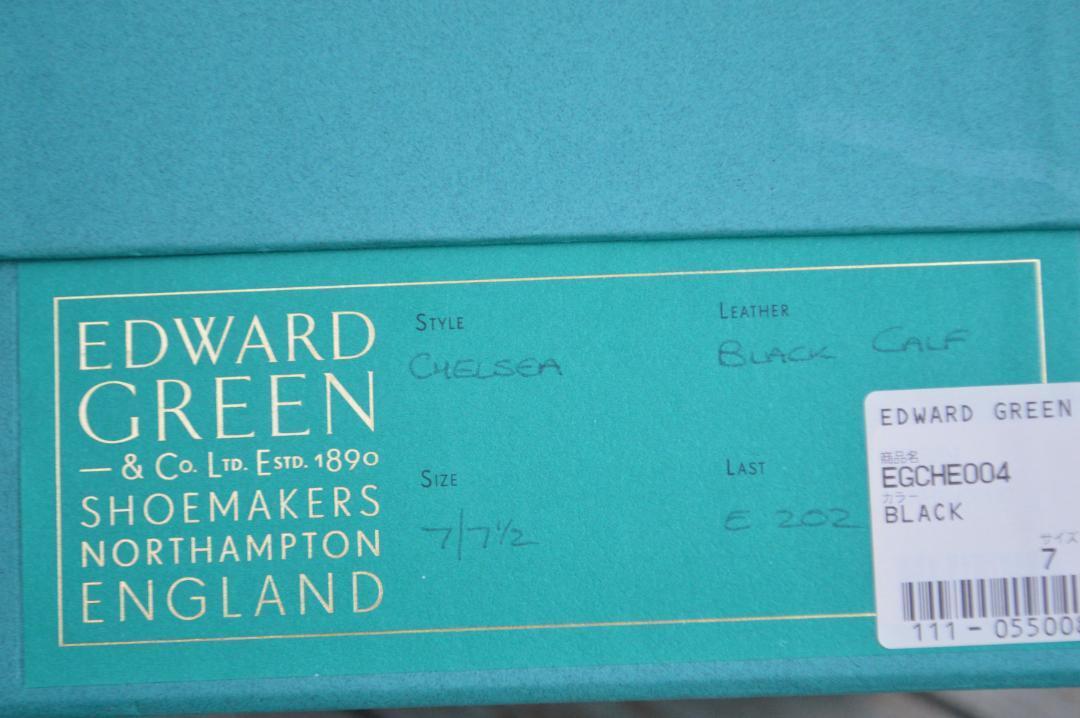 EDWARD
GREEN
— & Co. LTD. ESTD. 1890
SHOEMAKERS
NORTHAMPTON
ENGLAND
STYLE
CHELSEA
LEATHER
BLACK CALF
SIZE
7/7½
LAST
E 202
EDWARD GREEN
商品名
EGCHE004
カラー
BLACK
サイズ
7
111-055008